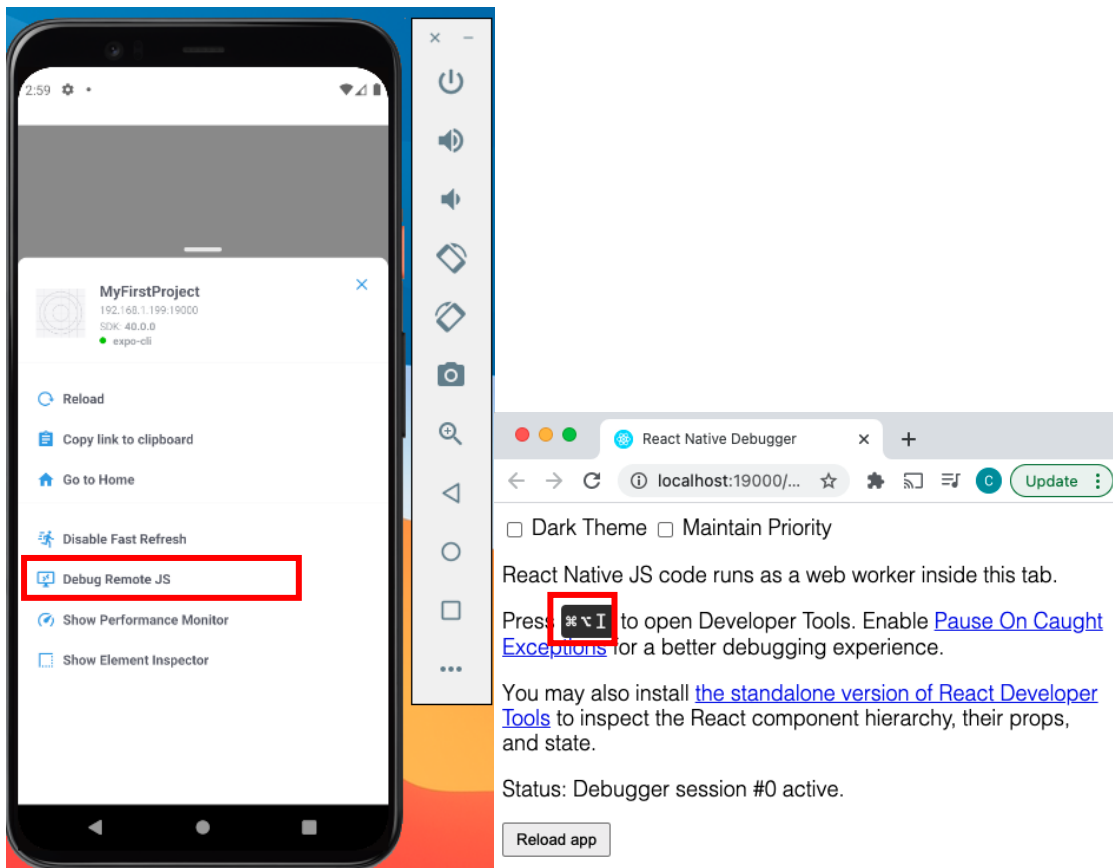 2:59
MyFirstProject
192.168.1.199:19000
SDK: 40.0.0
expo-cli
Reload
Copy link to clipboard
Go to Home
Disable Fast Refresh
Debug Remote JS
Show Performance Monitor
Show Element Inspector
React Native Debugger
localhost:19000/...
C
Update
Dark Theme Maintain Priority
React Native JS code runs as a web worker inside this tab.
Press ⌘⌥I to open Developer Tools. Enable Pause On Caught
Exceptions for a better debugging experience.
You may also install the standalone version of React Developer
Tools to inspect the React component hierarchy, their props,
and state.
Status: Debugger session #0 active.
Reload app